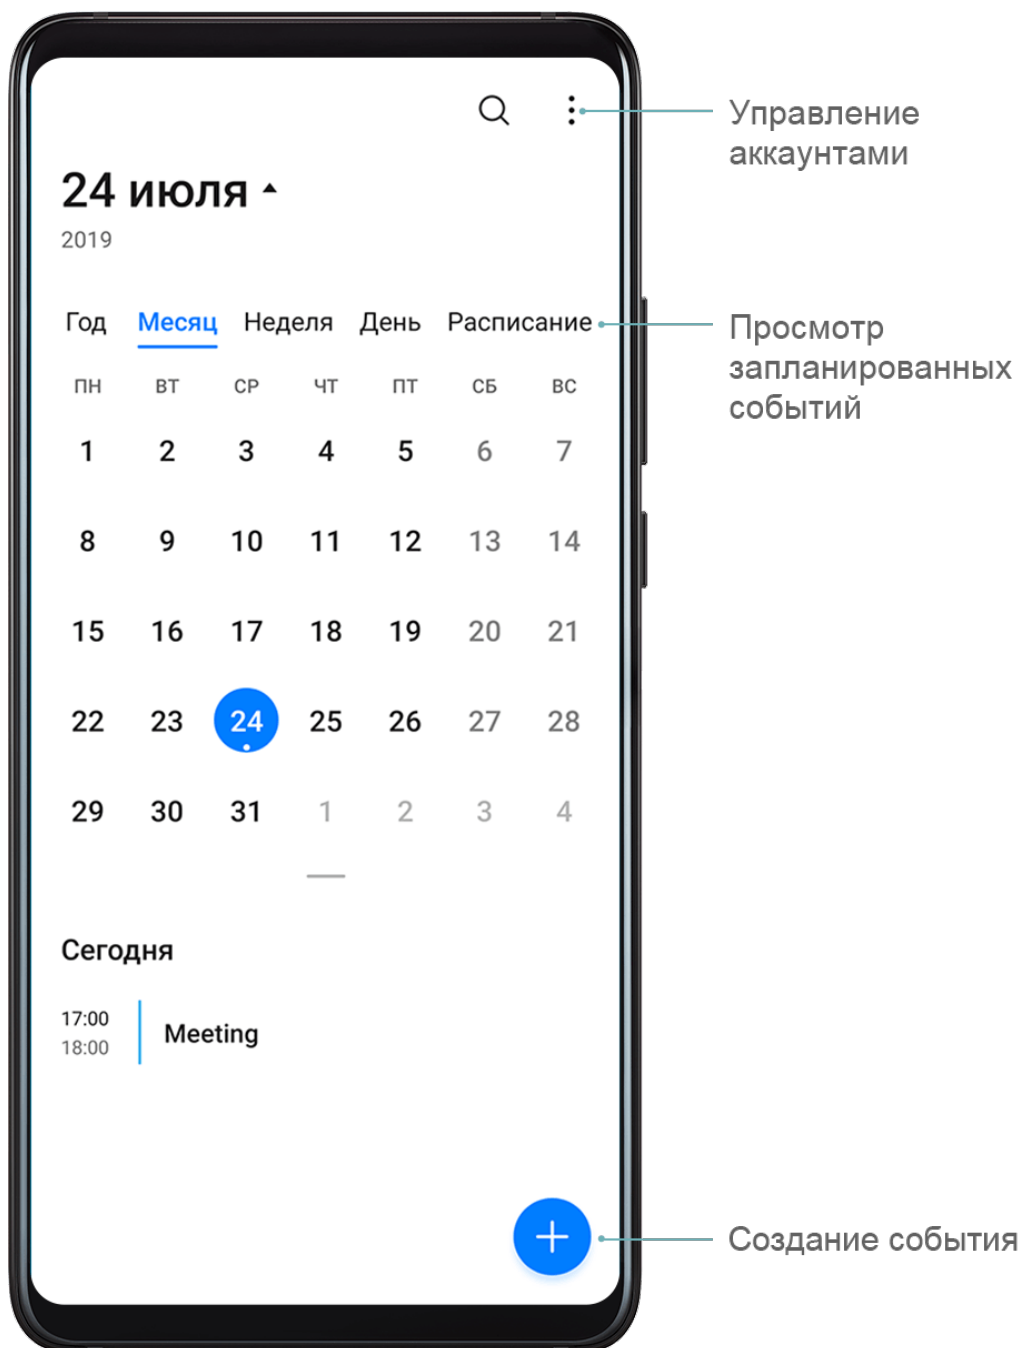 Управление
аккаунтами
24 июля
2019
Год Месяц Неделя День Расписание
Просмотр
запланированных
событий
ПН ВТ СР ЧТ ПТ СБ ВС
1 2 3 4 5 6 7
8 9 10 11 12 13 14
15 16 17 18 19 20 21
22 23 24 25 26 27 28
29 30 31 1 2 3 4
Сегодня
17:00
18:00
Meeting
Создание события